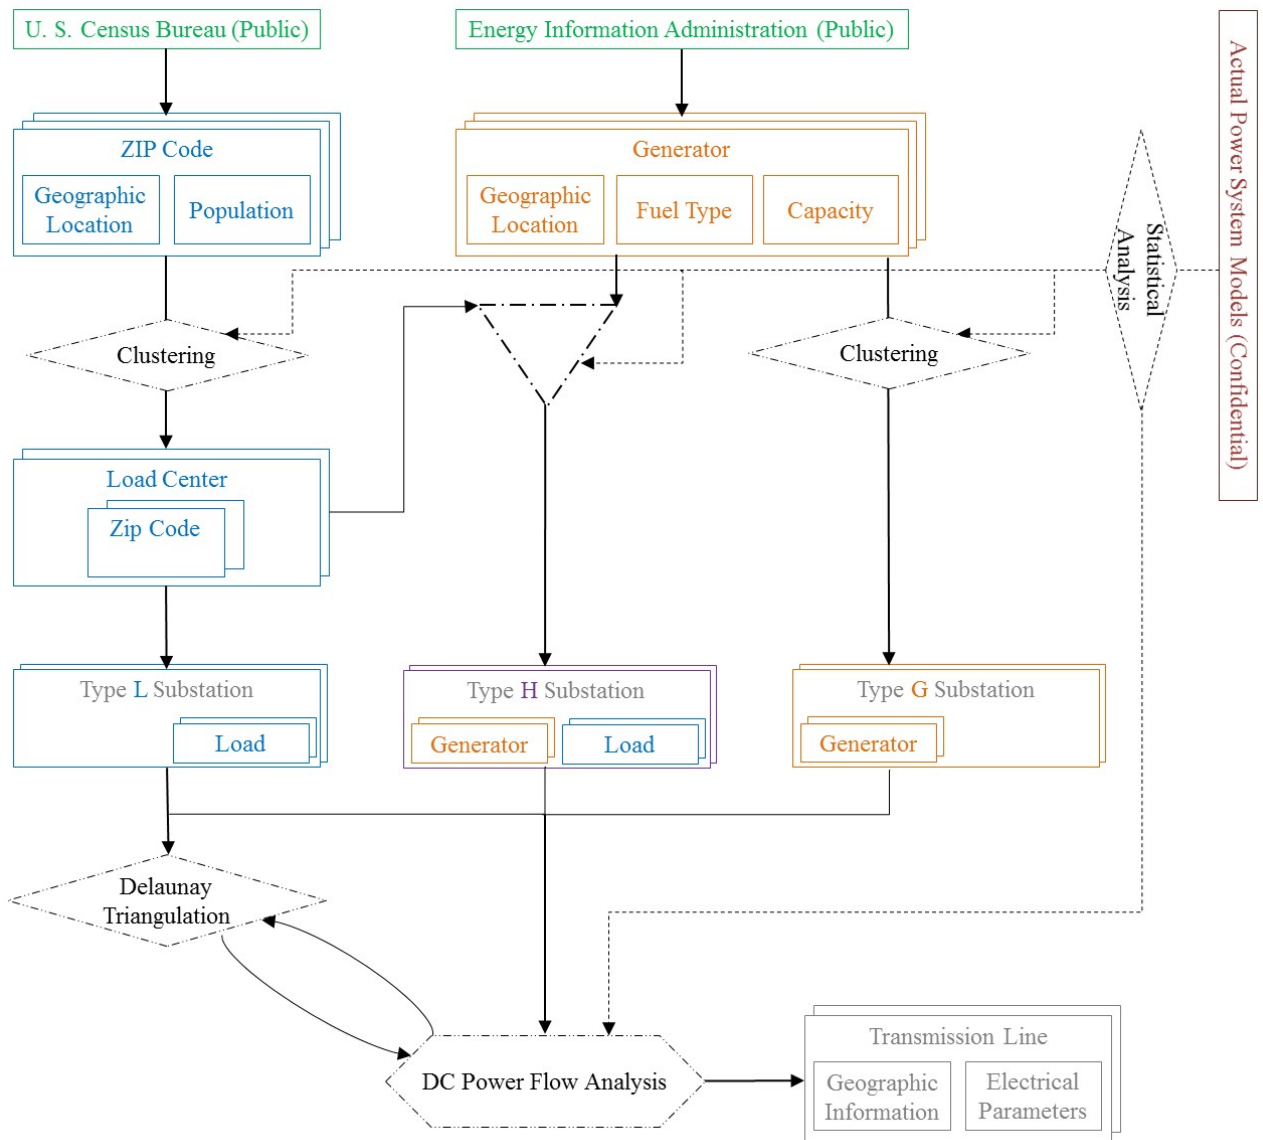 U. S. Census Bureau (Public)
Energy Information Administration (Public)
Actual Power System Models (Confidential)
ZIP Code
Geographic
Location
Population
Generator
Geographic
Location
Fuel Type
Capacity
Statistical
Analysis
Clustering
Clustering
Load Center
Zip Code
Type L Substation
Load
Type H Substation
Generator
Load
Type G Substation
Generator
Delaunay
Triangulation
DC Power Flow Analysis
Transmission Line
Geographic
Information
Electrical
Parameters